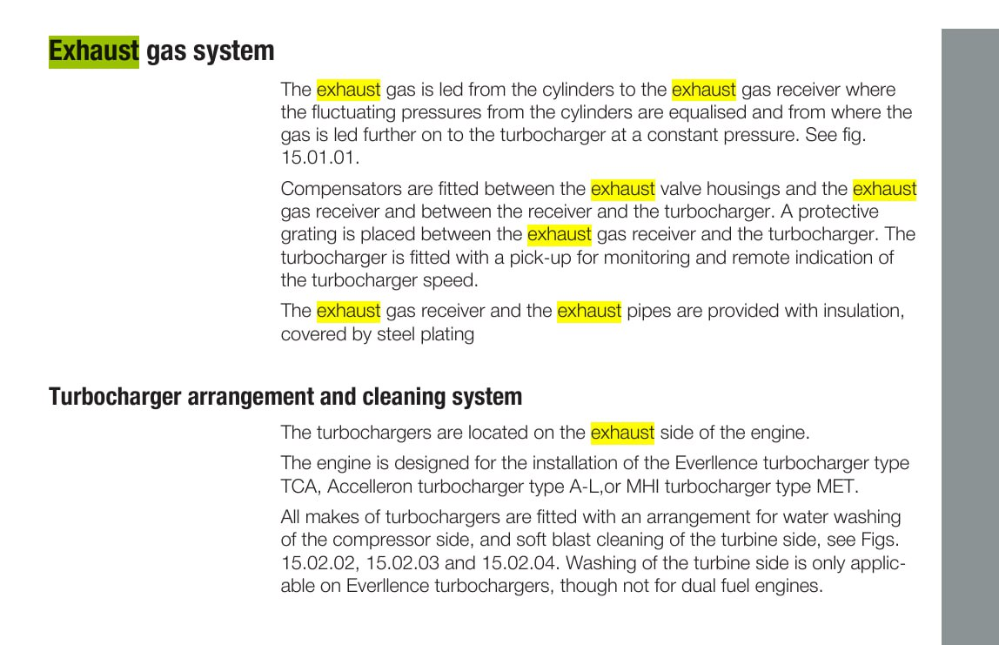 Exhaust gas system
The exhaust gas is led from the cylinders to the exhaust gas receiver where
the fluctuating pressures from the cylinders are equalised and from where the
gas is led further on to the turbocharger at a constant pressure. See fig.
15.01.01.
Compensators are fitted between the exhaust valve housings and the exhaust
gas receiver and between the receiver and the turbocharger. A protective
grating is placed between the exhaust gas receiver and the turbocharger. The
turbocharger is fitted with a pick-up for monitoring and remote indication of
the turbocharger speed.
The exhaust gas receiver and the exhaust pipes are provided with insulation,
covered by steel plating
Turbocharger arrangement and cleaning system
The turbochargers are located on the exhaust side of the engine.
The engine is designed for the installation of the Everllence turbocharger type
TCA, Accelleron turbocharger type A-L,or MHI turbocharger type MET.
All makes of turbochargers are fitted with an arrangement for water washing
of the compressor side, and soft blast cleaning of the turbine side, see Figs.
15.02.02, 15.02.03 and 15.02.04. Washing of the turbine side is only applic-
able on Everllence turbochargers, though not for dual fuel engines.